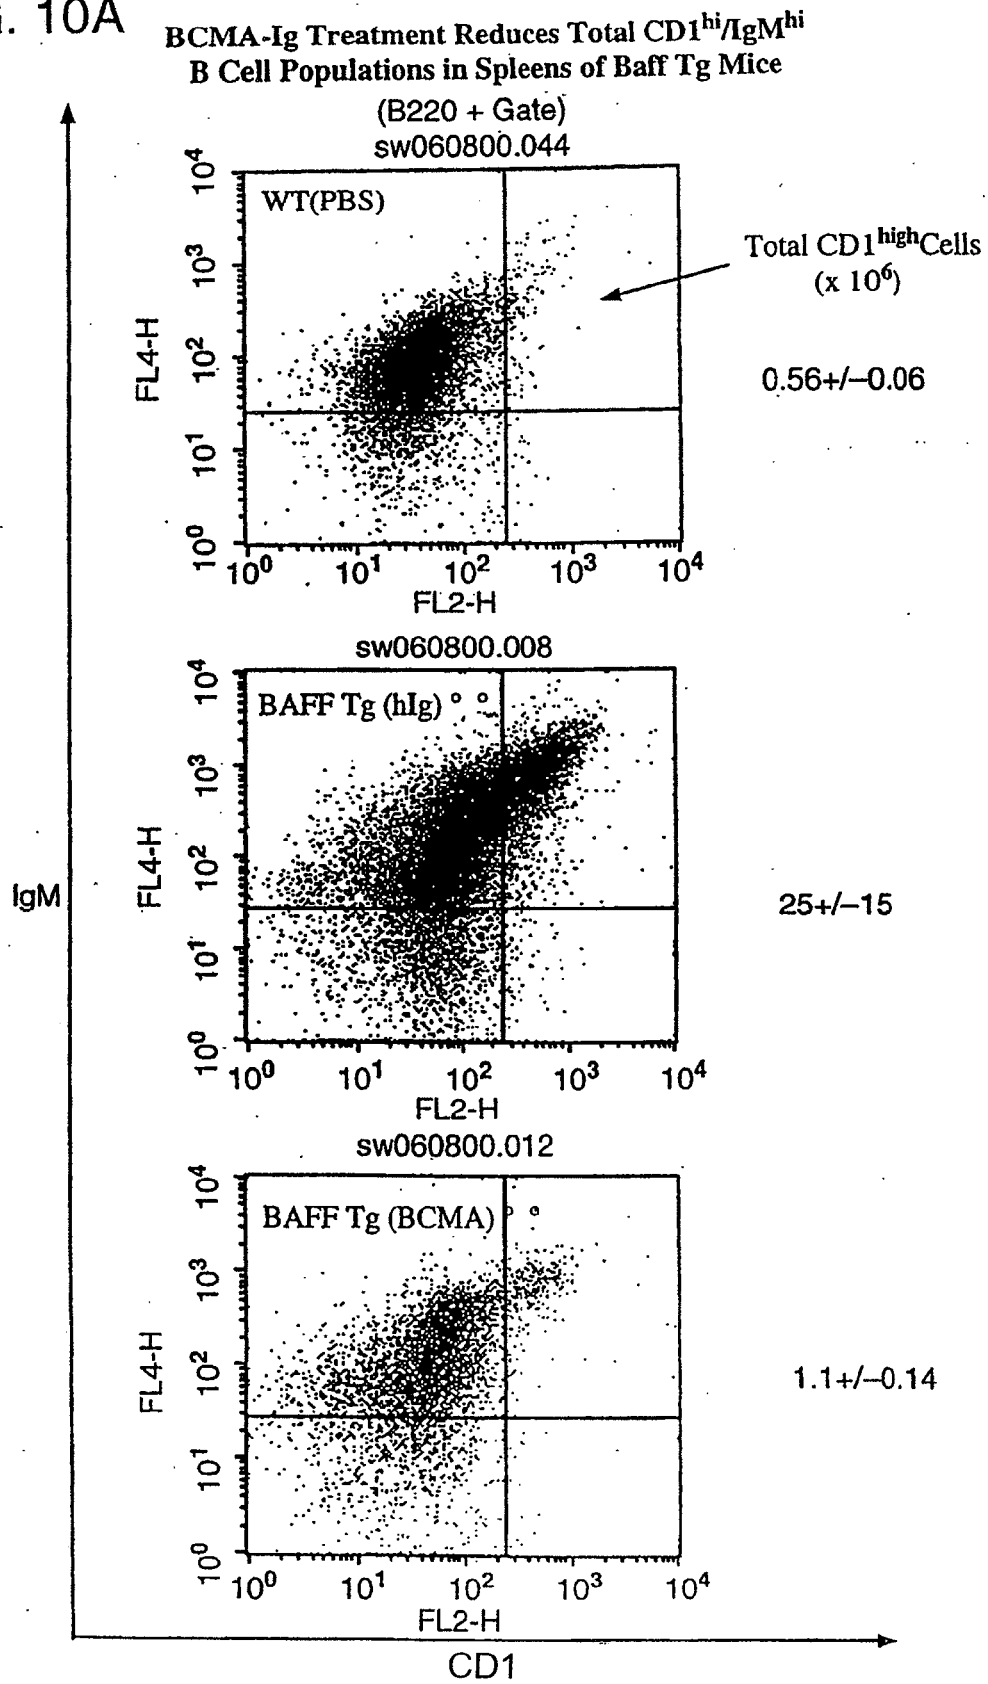 . 10A
BCMA-Ig Treatment Reduces Total CD1hi/IgMhi
B Cell Populations in Spleens of Baff Tg Mice
(B220 + Gate)
sw060800.044
WT(PBS)
Total CD1highCells
(x 10⁶)
0.56+/–0.06
FL4-H
10⁴
10³
10²
10¹
10⁰
10⁰ 10¹ 10² 10³ 10⁴
FL2-H
sw060800.008
BAFF Tg (hIg)
25+/–15
FL4-H
10⁴
10³
10²
10¹
10⁰
10⁰ 10¹ 10² 10³ 10⁴
FL2-H
IgM
sw060800.012
BAFF Tg (BCMA)
1.1+/–0.14
FL4-H
10⁴
10³
10²
10¹
10⁰
10⁰ 10¹ 10² 10³ 10⁴
FL2-H
CD1